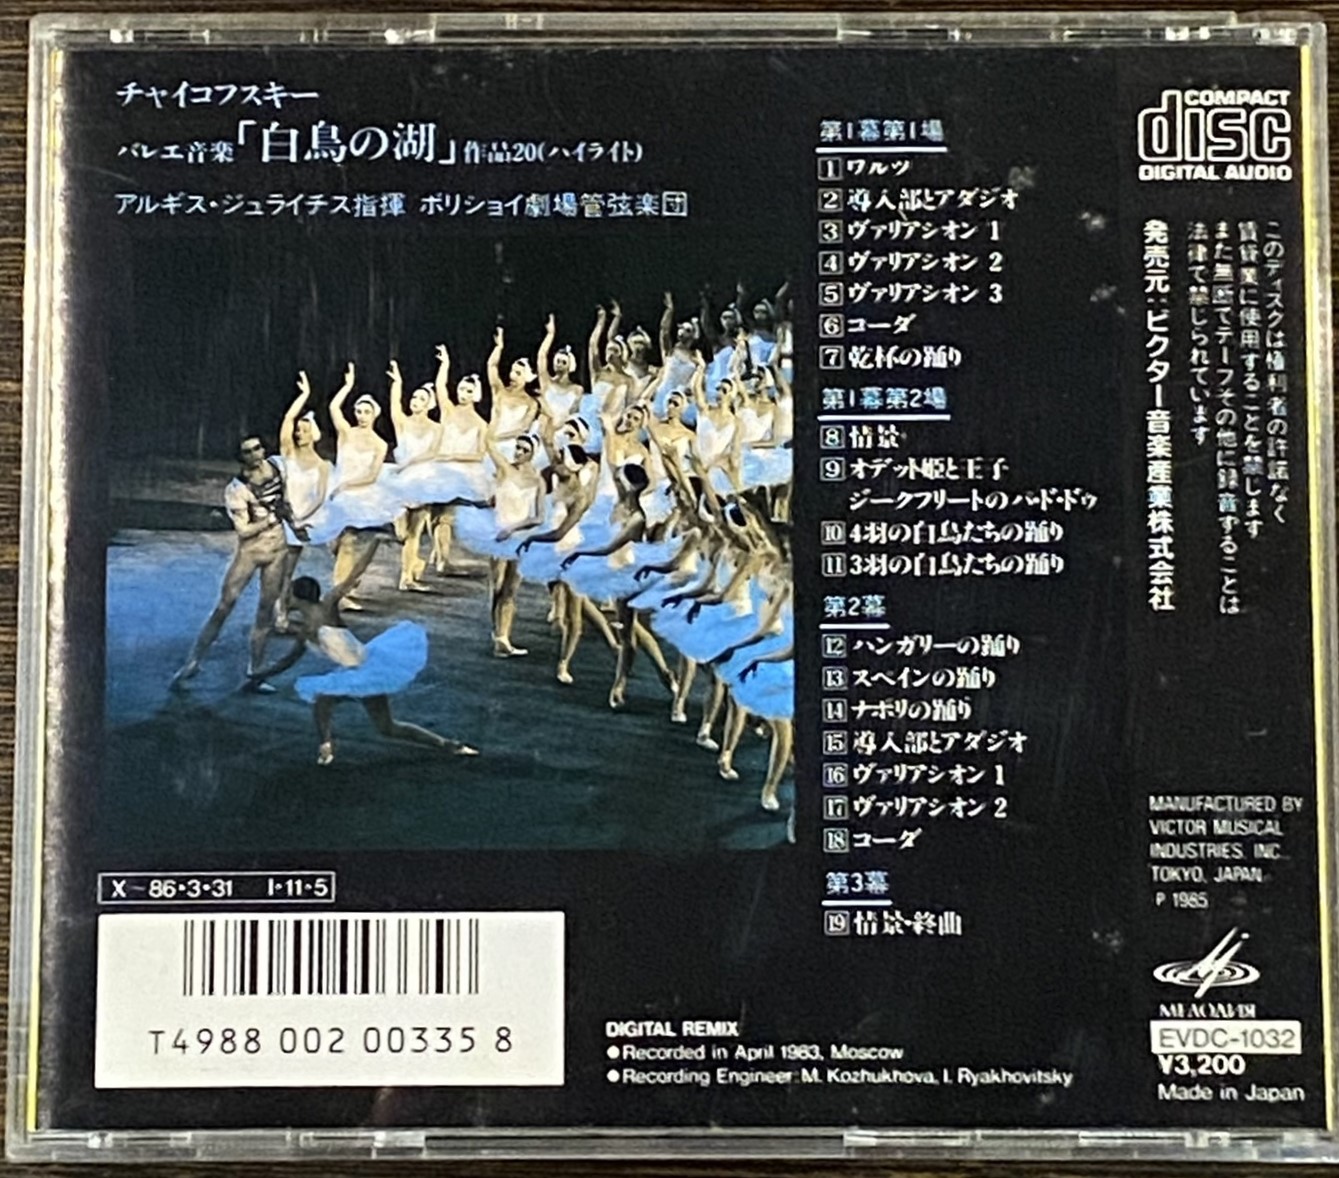 チャイコフスキー
バレエ音楽「白鳥の湖」作品20(ハイライト)
アルギス・ジュライチス指揮 ボリショイ劇場管弦楽団
第1幕第1場
1 ワルツ
2 導入部とアダジオ
3 ヴァリアシオン 1
4 ヴァリアシオン 2
5 ヴァリアシオン 3
6 コーダ
7 乾杯の踊り
第1幕第2場
8 情景
9 オデット姫と王子
ジークフリートのパ・ド・ドゥ
10 4羽の白鳥たちの踊り
11 3羽の白鳥たちの踊り
第2幕
12 ハンガリーの踊り
13 スペインの踊り
14 ナポリの踊り
15 導入部とアダジオ
16 ヴァリアシオン 1
17 ヴァリアシオン 2
18 コーダ
第3幕
19 情景・終曲
COMPACT
disc
DIGITAL AUDIO
このディスクは権利者の許諾なく
賃貸業に使用することを禁じます
また無断でテープその他に録音することは
法律で禁じられています
発売元:ビクター音楽産業株式会社
MANUFACTURED BY
VICTOR MUSICAL
INDUSTRIES, INC.
TOKYO, JAPAN
P 1985
МЕЛОДИЯ
EVDC-1032
¥3,200
Made in Japan
X-86・3・31 I・11・5
T4988 002 00335 8
DIGITAL REMIX
●Recorded in April 1983, Moscow
●Recording Engineer: M. Kozhukhova, I. Ryakhovitsky